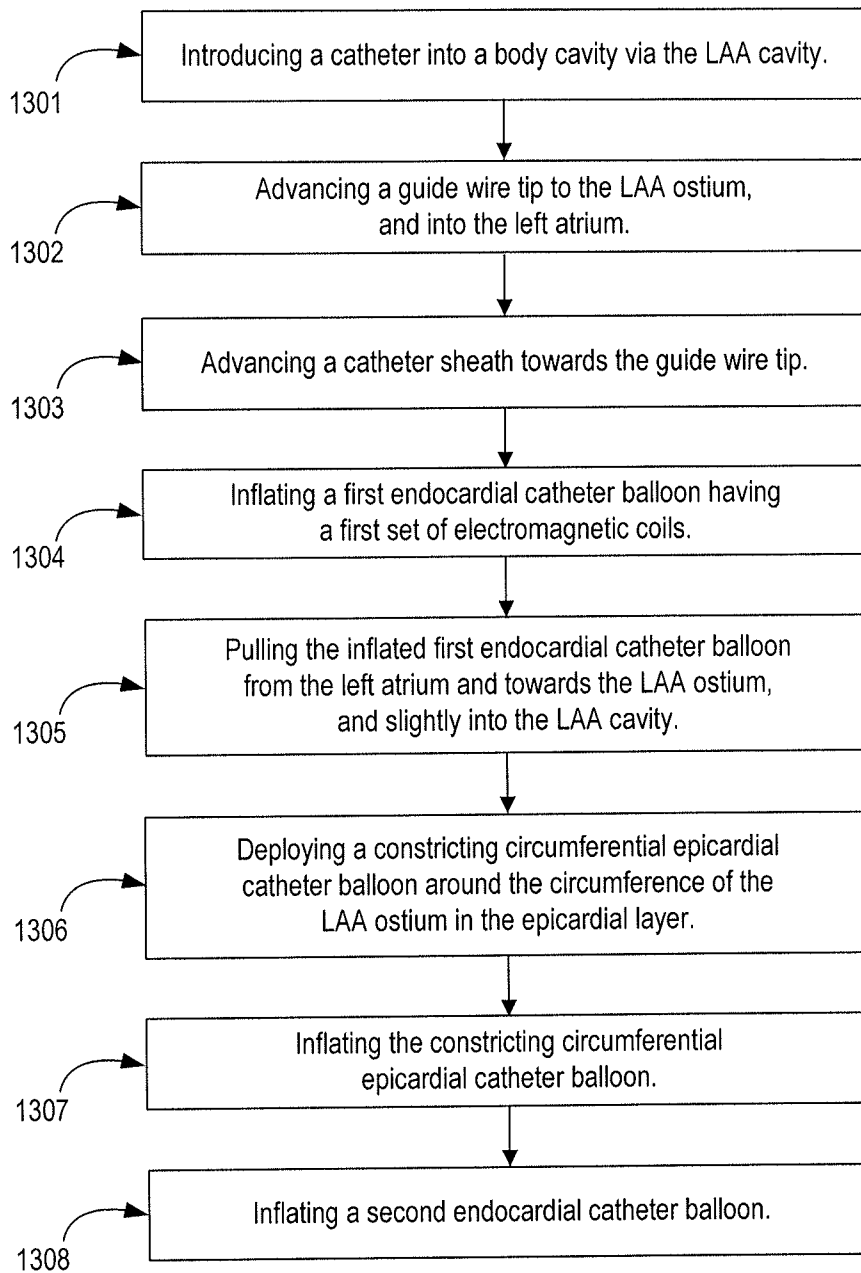 Introducing a catheter into a body cavity via the LAA cavity.
1301
Advancing a guide wire tip to the LAA ostium,
and into the left atrium.
1302
Advancing a catheter sheath towards the guide wire tip.
1303
Inflating a first endocardial catheter balloon having
a first set of electromagnetic coils.
1304
Pulling the inflated first endocardial catheter balloon
from the left atrium and towards the LAA ostium,
and slightly into the LAA cavity.
1305
Deploying a constricting circumferential epicardial
catheter balloon around the circumference of the
LAA ostium in the epicardial layer.
1306
Inflating the constricting circumferential
epicardial catheter balloon.
1307
Inflating a second endocardial catheter balloon.
1308